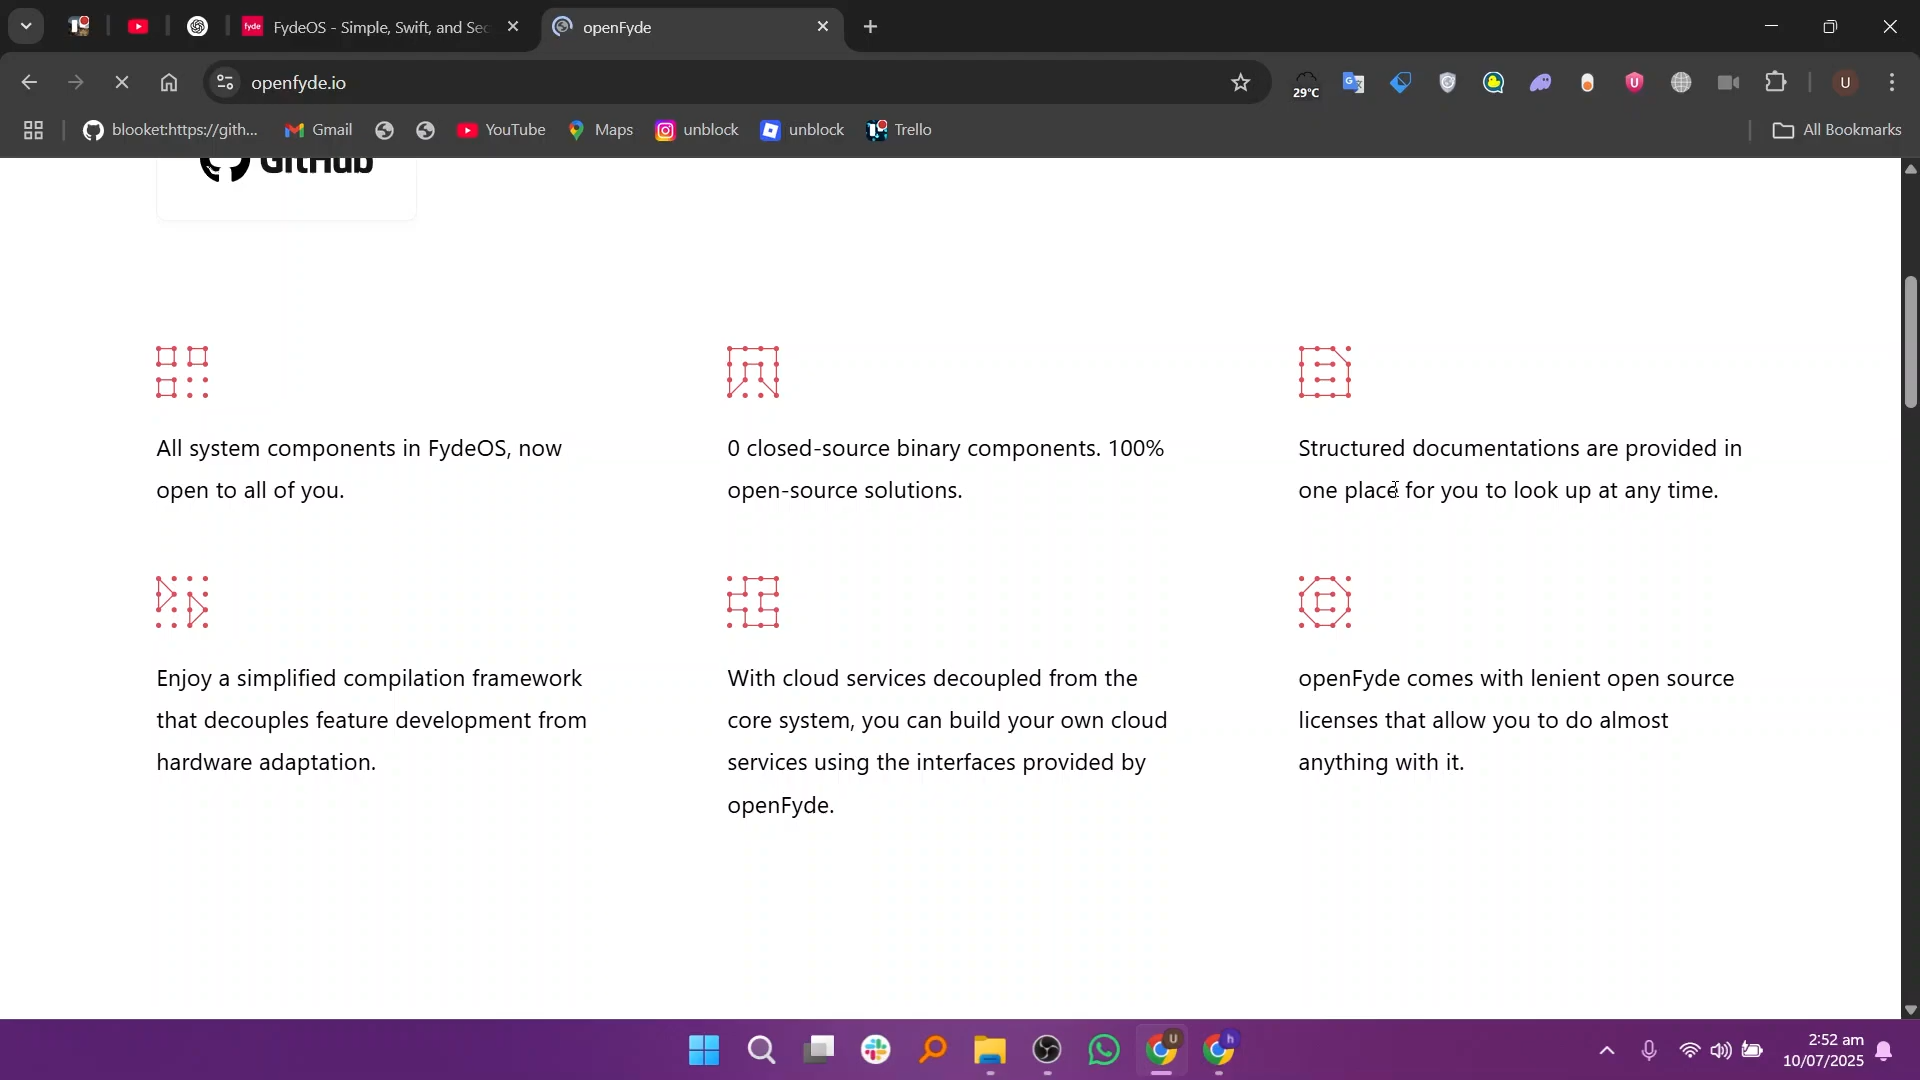 fyde
FydeOS - Simple, Swift, and Sec
openFyde
openfyde.io
29°C
U
blooket:https://gith...
Gmail
YouTube
Maps
unblock
unblock
Trello
All Bookmarks
GitHub
All system components in FydeOS, now
open to all of you.
0 closed-source binary components. 100%
open-source solutions.
Structured documentations are provided in
one place for you to look up at any time.
Enjoy a simplified compilation framework
that decouples feature development from
hardware adaptation.
With cloud services decoupled from the
core system, you can build your own cloud
services using the interfaces provided by
openFyde.
openFyde comes with lenient open source
licenses that allow you to do almost
anything with it.
U
h
2:52 am
10/07/2025